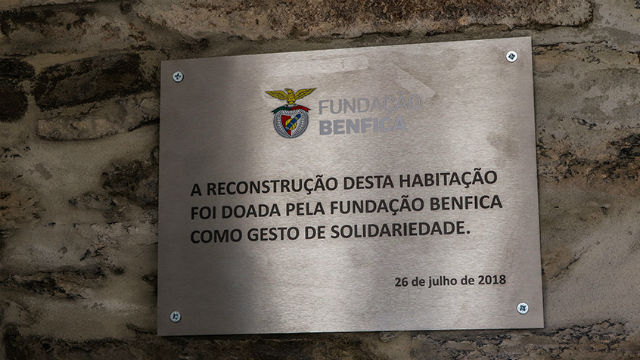 FUNDAÇÃO
BENFICA
A RECONSTRUÇÃO DESTA HABITAÇÃO
FOI DOADA PELA FUNDAÇÃO BENFICA
COMO GESTO DE SOLIDARIEDADE.
26 de julho de 2018